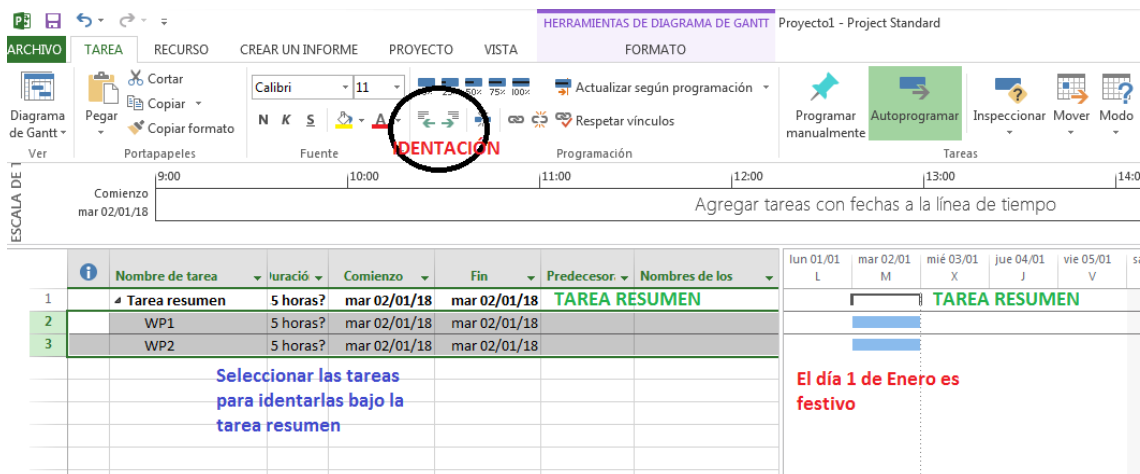 HERRAMIENTAS DE DIAGRAMA DE GANTT Proyecto1 - Project Standard
ARCHIVO TAREA RECURSO CREAR UN INFORME PROYECTO VISTA FORMATO
Cortar
Copiar
Copiar formato
Pegar
Diagrama
de Gantt
Ver
Portapapeles
Calibri 11
N K S A
Fuente
50% 75% 100%
IDENTACIÓN
Actualizar según programación
Respetar vínculos
Programación
Programar
manualmente
Autoprogramar
Inspeccionar
Mover
Modo
Tareas
ESCALA DE
Comienzo
mar 02/01/18
9:00 10:00 11:00 12:00 13:00
Agregar tareas con fechas a la línea de tiempo
Nombre de tarea Comienzo Fin Predecesor. Nombres de los
lun 01/01 mar 02/01 mié 03/01 jue 04/01 vie 05/01
L M X J V
1 Tarea resumen 5 horas? mar 02/01/18 mar 02/01/18 TAREA RESUMEN TAREA RESUMEN
2 WP1 5 horas? mar 02/01/18 mar 02/01/18
3 WP2 5 horas? mar 02/01/18 mar 02/01/18
Seleccionar las tareas
para identarlas bajo la
tarea resumen
El día 1 de Enero es
festivo